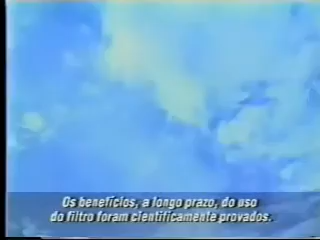 Os benefícios, a longo prazo, do uso
do filtro foram cientificamente provados.